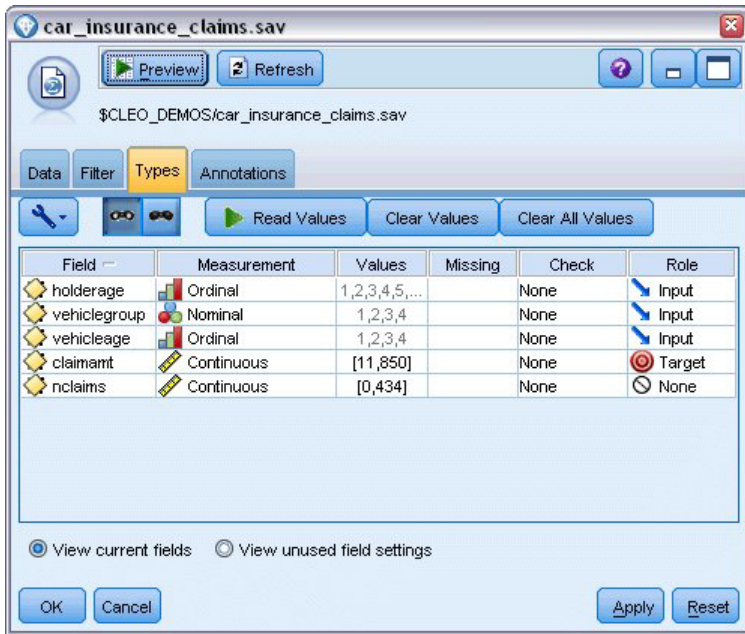 car_insurance_claims.sav
Preview Refresh
$CLEO_DEMOS/car_insurance_claims.sav
Data Filter Types Annotations
Read Values Clear Values Clear All Values
Field Measurement Values Missing Check Role
holderage Ordinal 1,2,3,4,5,... None Input
vehiclegroup Nominal 1,2,3,4 None Input
vehicleage Ordinal 1,2,3,4 None Input
claimamt Continuous [11,850] None Target
nclaims Continuous [0,434] None None
View current fields View unused field settings
OK Cancel Apply Reset